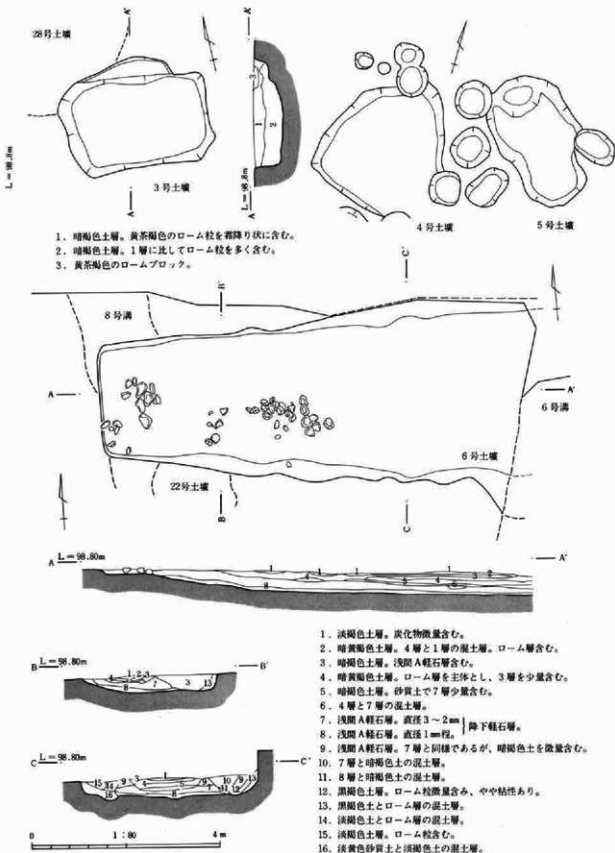 28号土壙
A
A'
L=98.8m
3号土壙
A
A'
L=98.8m
A
3
1
2
4号土壙
5号土壙
1. 暗褐色土層。黄茶褐色のローム粒を霜降り状に含む。
2. 暗褐色土層。1層に比してローム粒を多く含む。
3. 黄茶褐色のロームブロック。
8号溝
B'
C'
A
A'
6号溝
6号土壙
22号土壙
B
C
A L=98.80m
A'
B L=98.80m
B'
C L=98.80m
C'
0 1:80 4m
1. 淡褐色土層。炭化物微量含む。
2. 暗黄褐色土層。4層と1層の混土層。ローム層含む。
3. 暗褐色土層。浅間A軽石層含む。
4. 暗黄褐色土層。ローム層を主体とし、3層を少量含む。
5. 暗褐色土層。砂質土で7層少量含む。
6. 4層と7層の混土層。
7. 浅間A軽石層。直径3〜2mm
8. 浅間A軽石層。直径1mm程。
降下軽石層。
9. 浅間A軽石層。7層と同様であるが、暗褐色土を微量含む。
10. 7層と暗褐色土の混土層。
11. 8層と暗褐色土の混土層。
12. 黒褐色土層。ローム粒微量含み、やや粘性あり。
13. 黒褐色土とローム層の混土層。
14. 淡褐色土とローム層の混土層。
15. 淡褐色土層。ローム粒含む。
16. 淡黄色砂質土と淡褐色土の混土層。